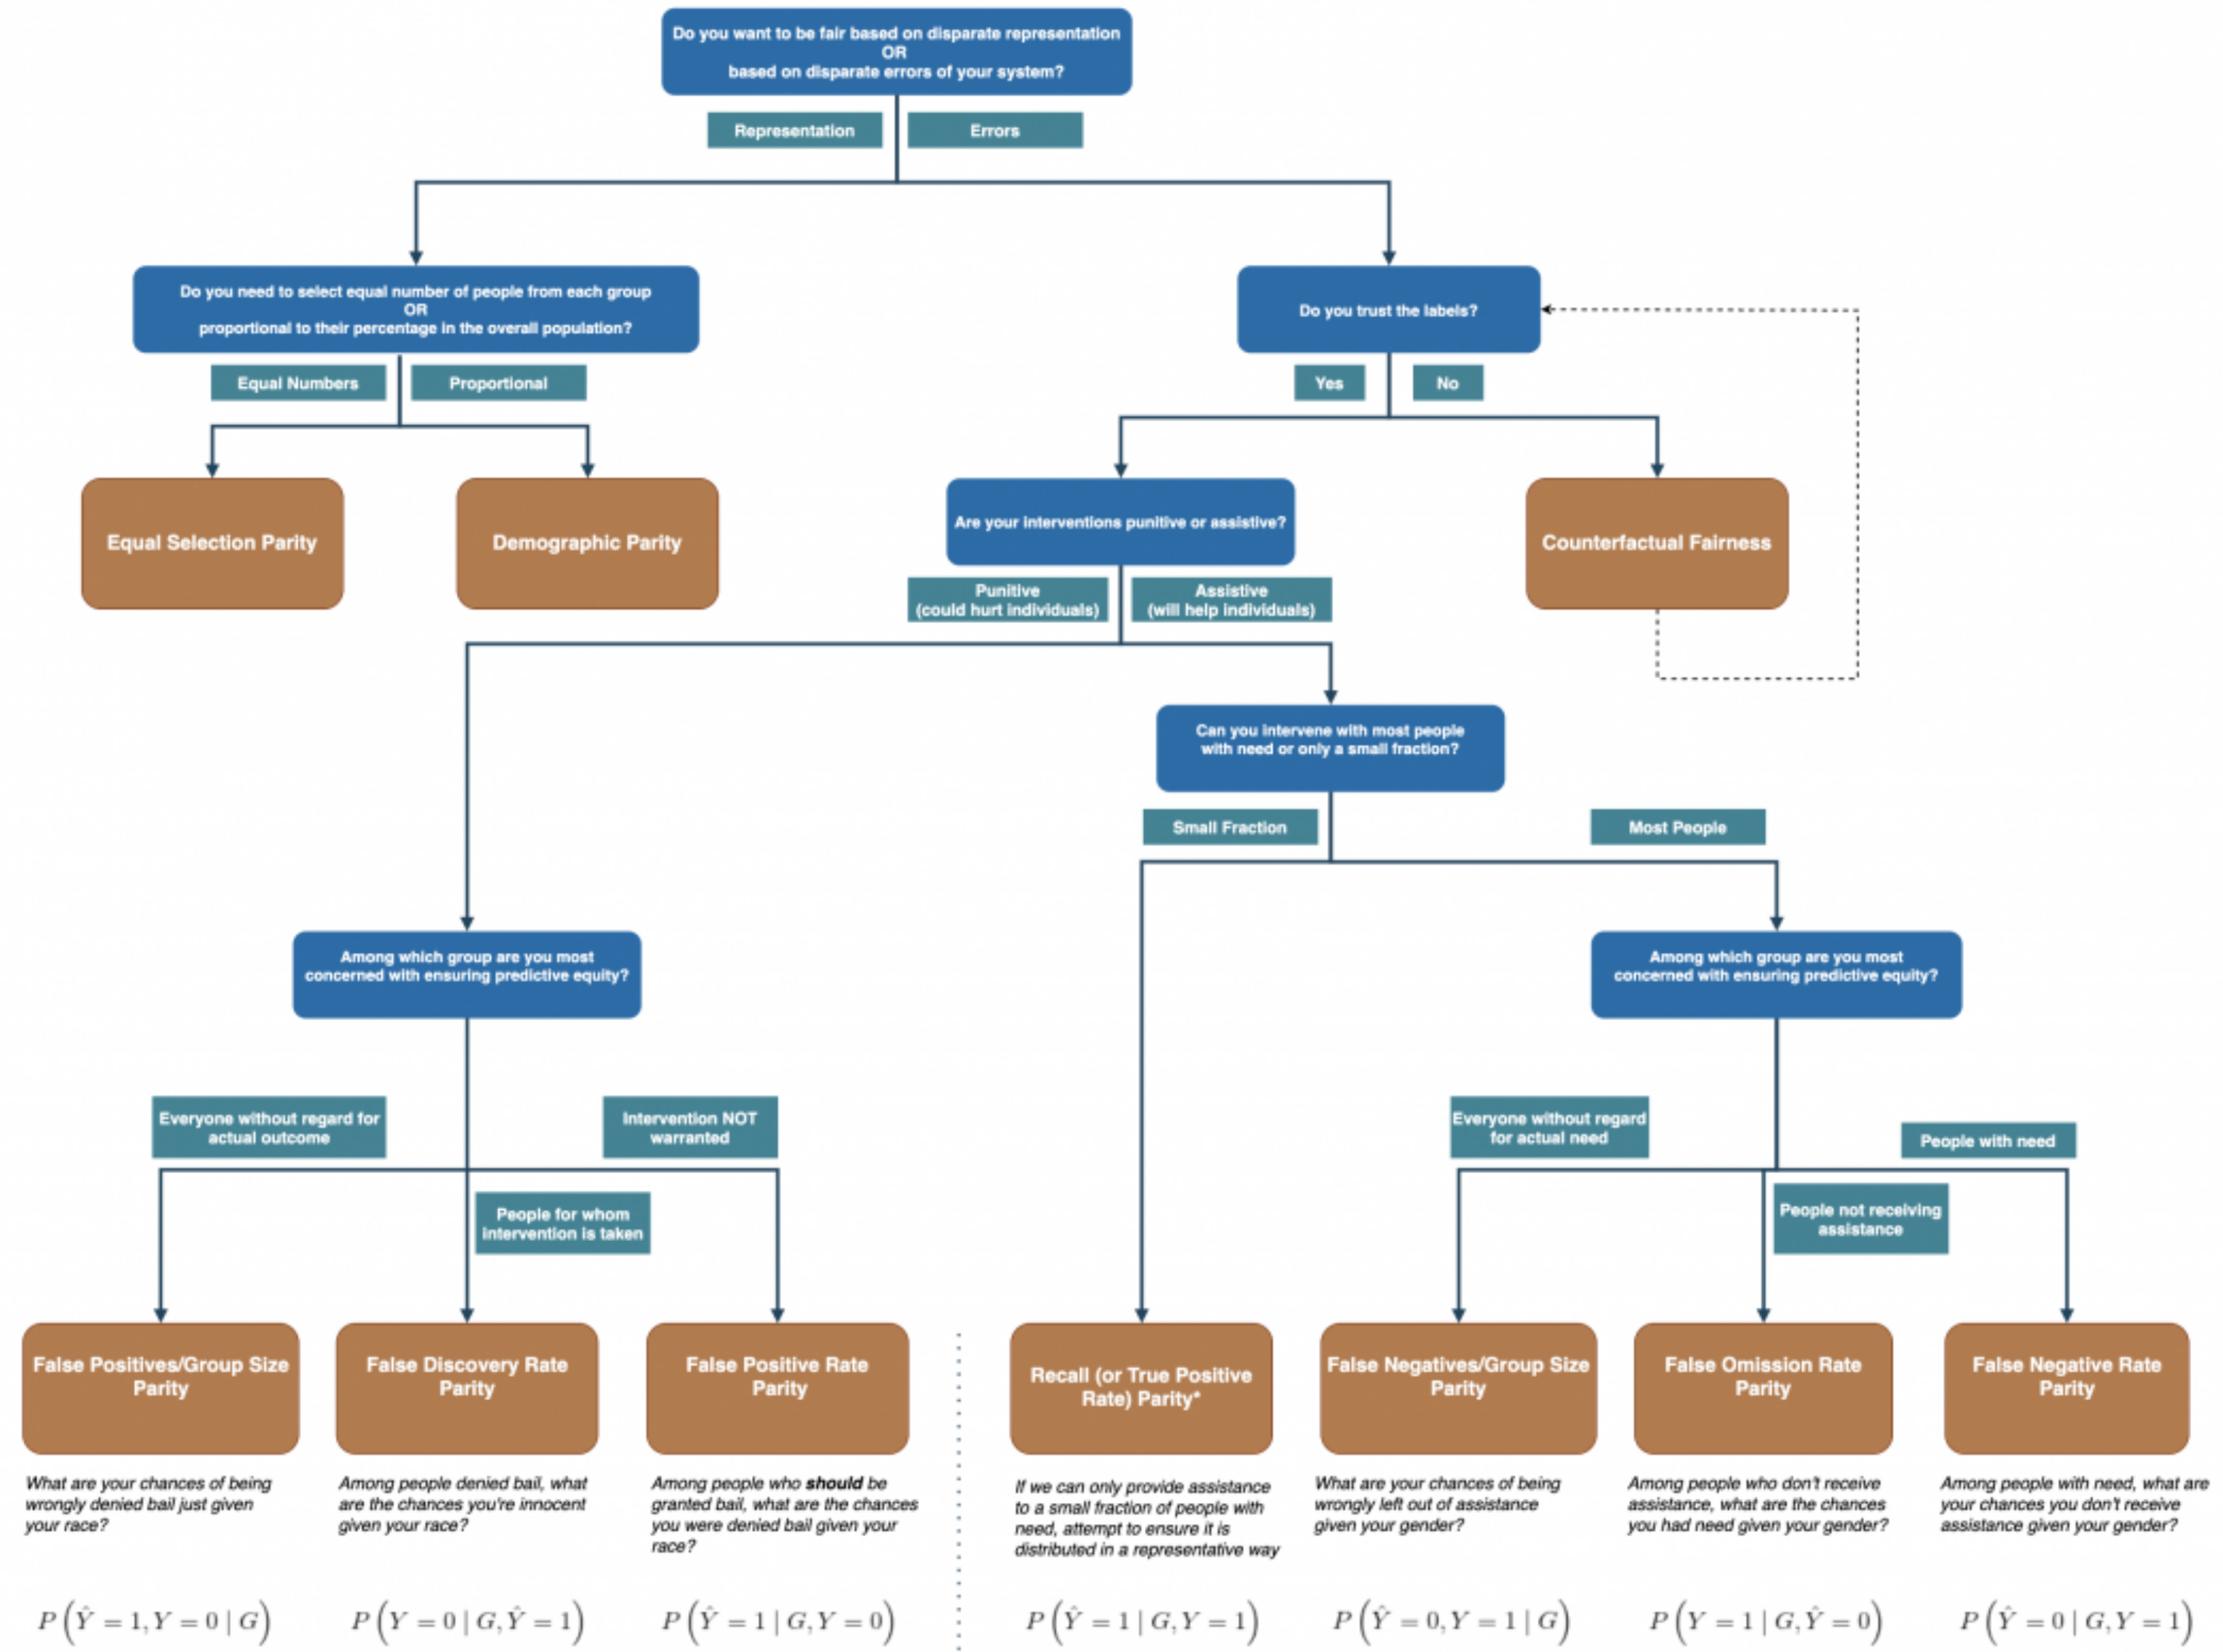 Do you want to be fair based on disparate representation
OR
based on disparate errors of your system?
Representation
Errors
Do you need to select equal number of people from each group
OR
proportional to their percentage in the overall population?
Do you trust the labels?
Equal Numbers
Proportional
Yes
No
Equal Selection Parity
Demographic Parity
Are your interventions punitive or assistive?
Counterfactual Fairness
Punitive
(could hurt individuals)
Assistive
(will help individuals)
Can you intervene with most people
with need or only a small fraction?
Small Fraction
Most People
Among which group are you most
concerned with ensuring predictive equity?
Among which group are you most
concerned with ensuring predictive equity?
Everyone without regard for
actual outcome
Intervention NOT
warranted
People for whom
intervention is taken
Everyone without regard
for actual need
People with need
People not receiving
assistance
False Positives/Group Size
Parity
False Discovery Rate
Parity
False Positive Rate
Parity
Recall (or True Positive
Rate) Parity*
False Negatives/Group Size
Parity
False Omission Rate
Parity
False Negative Rate
Parity
What are your chances of being
wrongly denied bail just given
your race?
Among people denied bail, what
are the chances you're innocent
given your race?
Among people who should be
granted bail, what are the chances
you were denied bail given your
race?
If we can only provide assistance
to a small fraction of people with
need, attempt to ensure it is
distributed in a representative way
What are your chances of being
wrongly left out of assistance
given your gender?
Among people who don't receive
assistance, what are the chances
you had need given your gender?
Among people with need, what are
your chances you don't receive
assistance given your gender?
P(Ŷ = 1, Y = 0 | G)
P(Y = 0 | G, Ŷ = 1)
P(Ŷ = 1 | G, Y = 0)
P(Ŷ = 1 | G, Y = 1)
P(Ŷ = 0, Y = 1 | G)
P(Y = 1 | G, Ŷ = 0)
P(Ŷ = 0 | G, Y = 1)